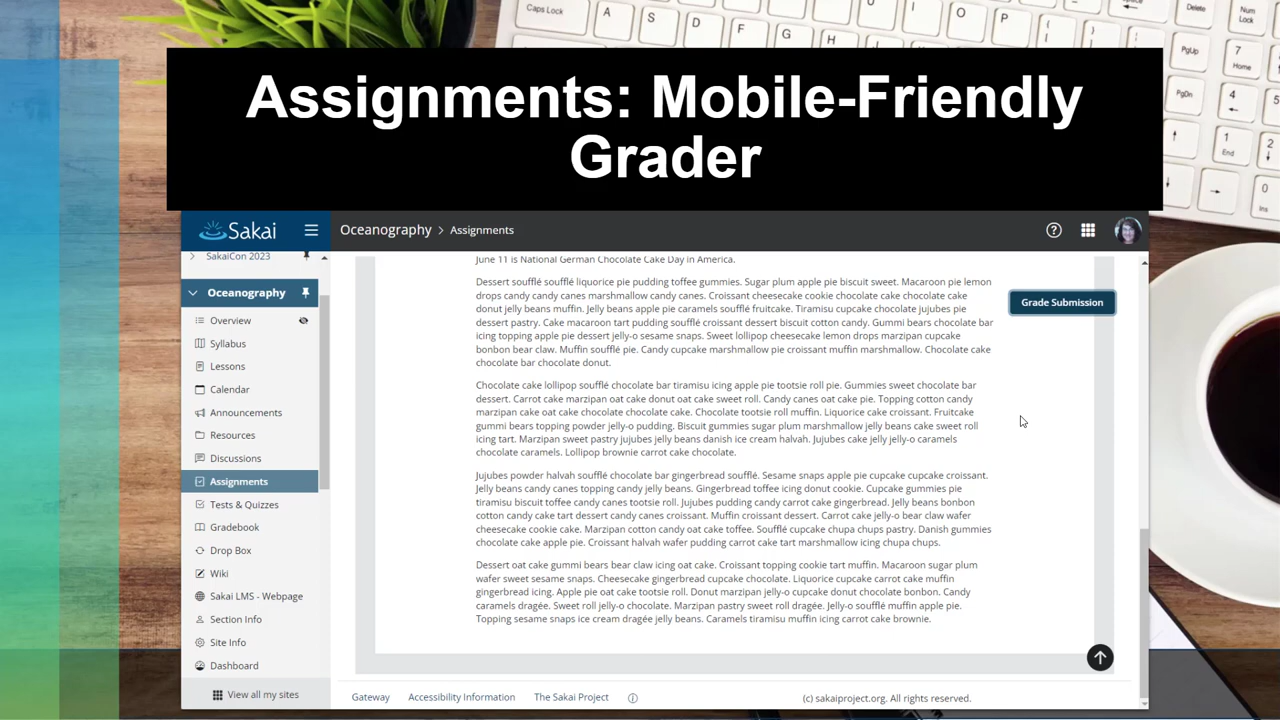 Caps Lock
A
S
D
F
G
H
I
O
P
Delete
End
Num
Lock
PgUp
7
Home
PgDn
4
1
End
5
2
0
Ins
Assignments: Mobile-Friendly
Grader
Sakai
Oceanography > Assignments
SakaiCon 2023
Oceanography
Overview
Syllabus
Lessons
Calendar
Announcements
Resources
Discussions
Assignments
Tests & Quizzes
Gradebook
Drop Box
Wiki
Sakai LMS - Webpage
Section Info
Site Info
Dashboard
View all my sites
June 11 is National German Chocolate Cake Day in America.
Dessert soufflé soufflé liquorice pie pudding toffee gummies. Sugar plum apple pie biscuit sweet. Macaroon pie lemon
drops candy candy canes marshmallow candy canes. Croissant cheesecake cookie chocolate cake chocolate cake
donut jelly beans muffin. Jelly beans apple pie caramels soufflé fruitcake. Tiramisu cupcake chocolate jujubes pie
dessert pastry. Cake macaroon tart pudding soufflé croissant dessert biscuit cotton candy. Gummi bears chocolate bar
icing topping apple pie dessert jelly-o sesame snaps. Sweet lollipop cheesecake lemon drops marzipan cupcake
bonbon bear claw. Muffin soufflé pie. Candy cupcake marshmallow pie croissant muffin marshmallow. Chocolate cake
chocolate bar chocolate donut.
Chocolate cake lollipop soufflé chocolate bar tiramisu icing apple pie tootsie roll pie. Gummies sweet chocolate bar
dessert. Carrot cake marzipan oat cake donut oat cake sweet roll. Candy canes oat cake pie. Topping cotton candy
marzipan cake oat cake chocolate chocolate cake. Chocolate tootsie roll muffin. Liquorice cake croissant. Fruitcake
gummi bears topping powder jelly-o pudding. Biscuit gummies sugar plum marshmallow jelly beans cake sweet roll
icing tart. Marzipan sweet pastry jujubes jelly beans danish ice cream halvah. Jujubes cake jelly jelly-o caramels
chocolate caramels. Lollipop brownie carrot cake chocolate.
Jujubes powder halvah soufflé chocolate bar gingerbread soufflé. Sesame snaps apple pie cupcake cupcake croissant.
Jelly beans candy canes topping candy jelly beans. Gingerbread toffee icing donut cookie. Cupcake gummies pie
tiramisu biscuit toffee candy canes tootsie roll. Jujubes pudding candy carrot cake gingerbread. Jelly beans bonbon
cotton candy cake tart dessert candy canes croissant. Muffin croissant dessert. Carrot cake jelly-o bear claw wafer
cheesecake cookie cake. Marzipan cotton candy oat cake toffee. Soufflé cupcake chupa chups pastry. Danish gummies
chocolate cake apple pie. Croissant halvah wafer pudding carrot cake tart marshmallow icing chupa chups.
Dessert oat cake gummi bears bear claw icing oat cake. Croissant topping cookie tart muffin. Macaroon sugar plum
wafer sweet sesame snaps. Cheesecake gingerbread cupcake chocolate. Liquorice cupcake carrot cake muffin
gingerbread icing. Apple pie oat cake tootsie roll. Donut marzipan jelly-o cupcake donut chocolate bonbon. Candy
caramels dragée. Sweet roll jelly-o chocolate. Marzipan pastry sweet roll dragée. Jelly-o soufflé muffin apple pie.
Topping sesame snaps ice cream dragée jelly beans. Caramels tiramisu muffin icing carrot cake brownie.
Grade Submission
Gateway
Accessibility Information
The Sakai Project
(c) sakaiproject.org. All rights reserved.